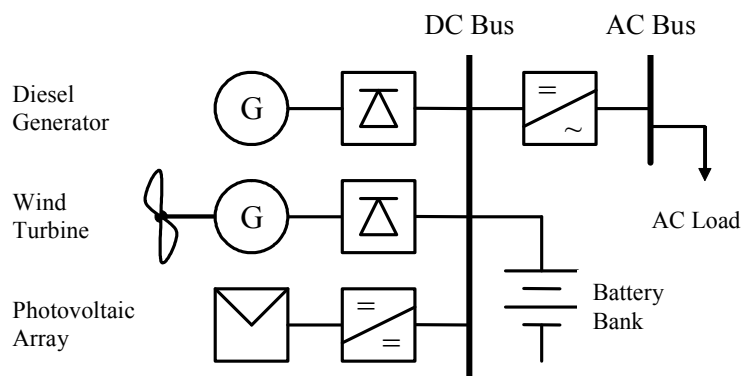 DC Bus
AC Bus
Diesel
Generator
G
=
~
Wind
Turbine
G
AC Load
Photovoltaic
Array
=
=
Battery
Bank